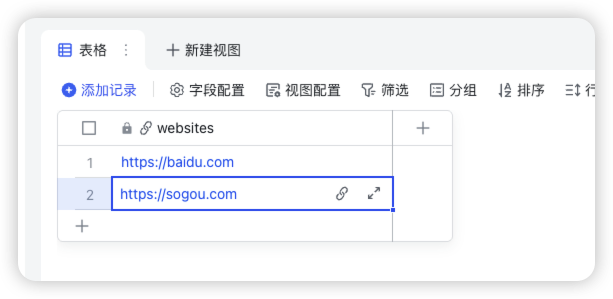 表格
新建视图
添加记录 字段配置 视图配置 筛选 分组 排序 行
websites
1 https://baidu.com
2 https://sogou.com